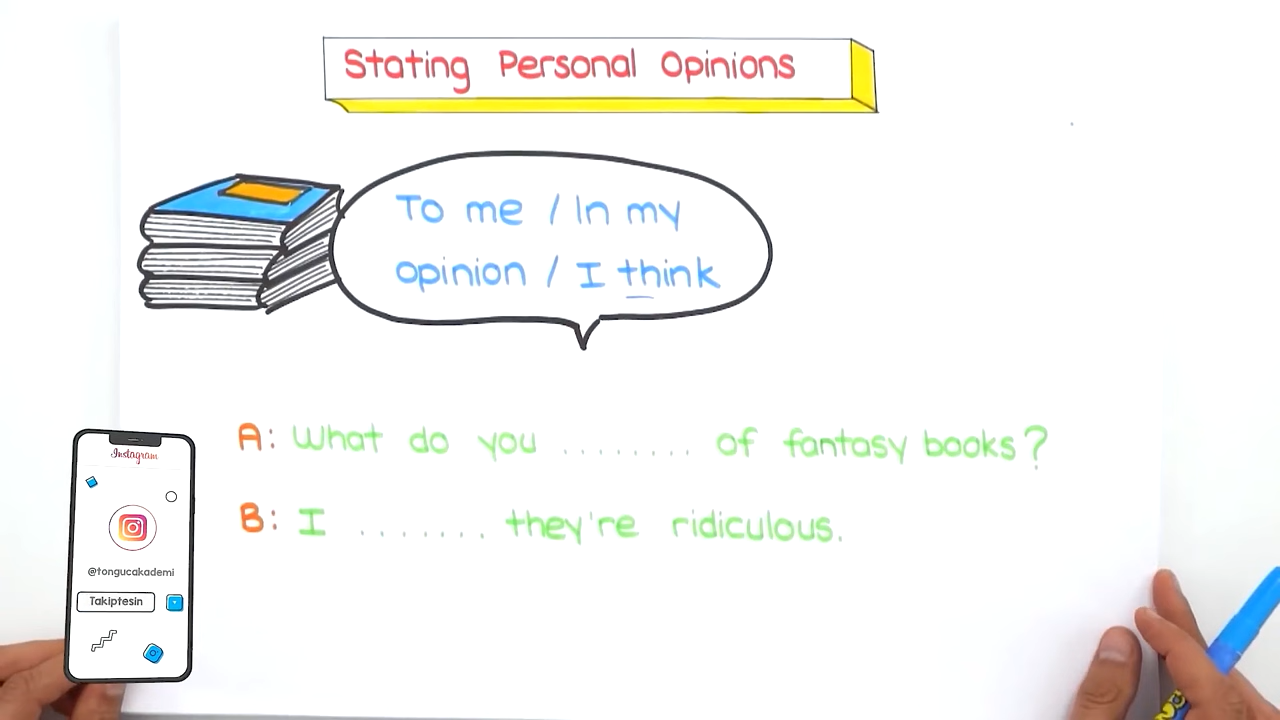 Stating Personal Opinions
To me / In my
opinion / I think
A: What do you ........ of fantasy books?
B: I ....... they're ridiculous.
Instagram
@tongucakademi
Takiptesin